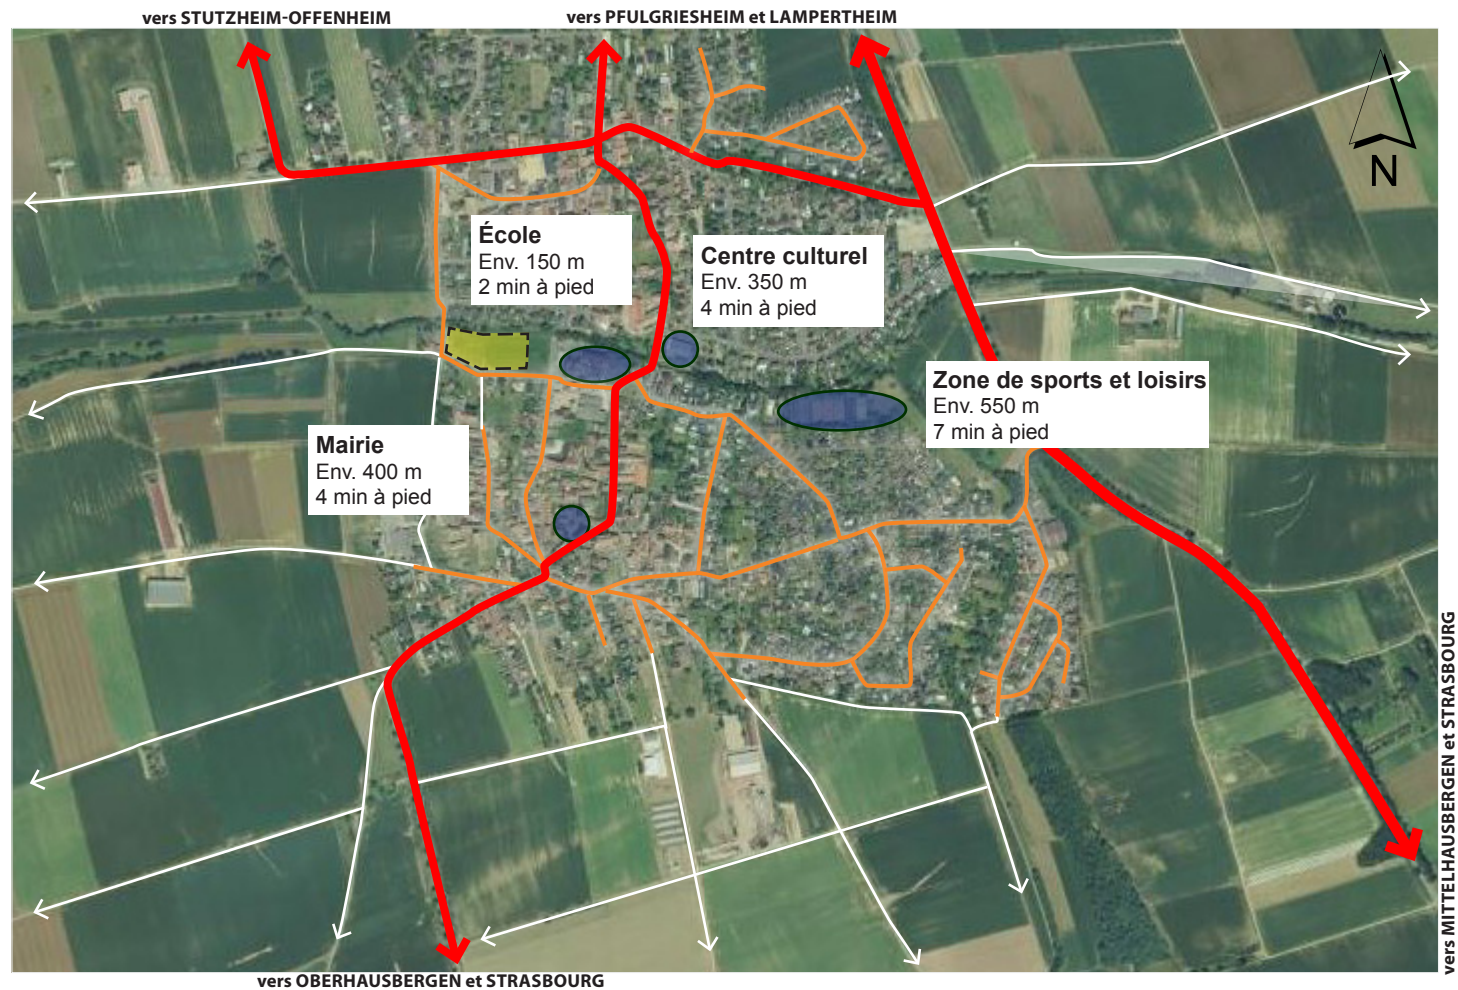 vers STUTZHEIM-OFFENHEIM
vers PFULGRIESHEIM et LAMPERTHEIM
N
École
Env. 150 m
2 min à pied
Centre culturel
Env. 350 m
4 min à pied
Zone de sports et loisirs
Env. 550 m
7 min à pied
Mairie
Env. 400 m
4 min à pied
vers MITTELHAUSBERGEN et STRASBOURG
vers OBERHAUSBERGEN et STRASBOURG